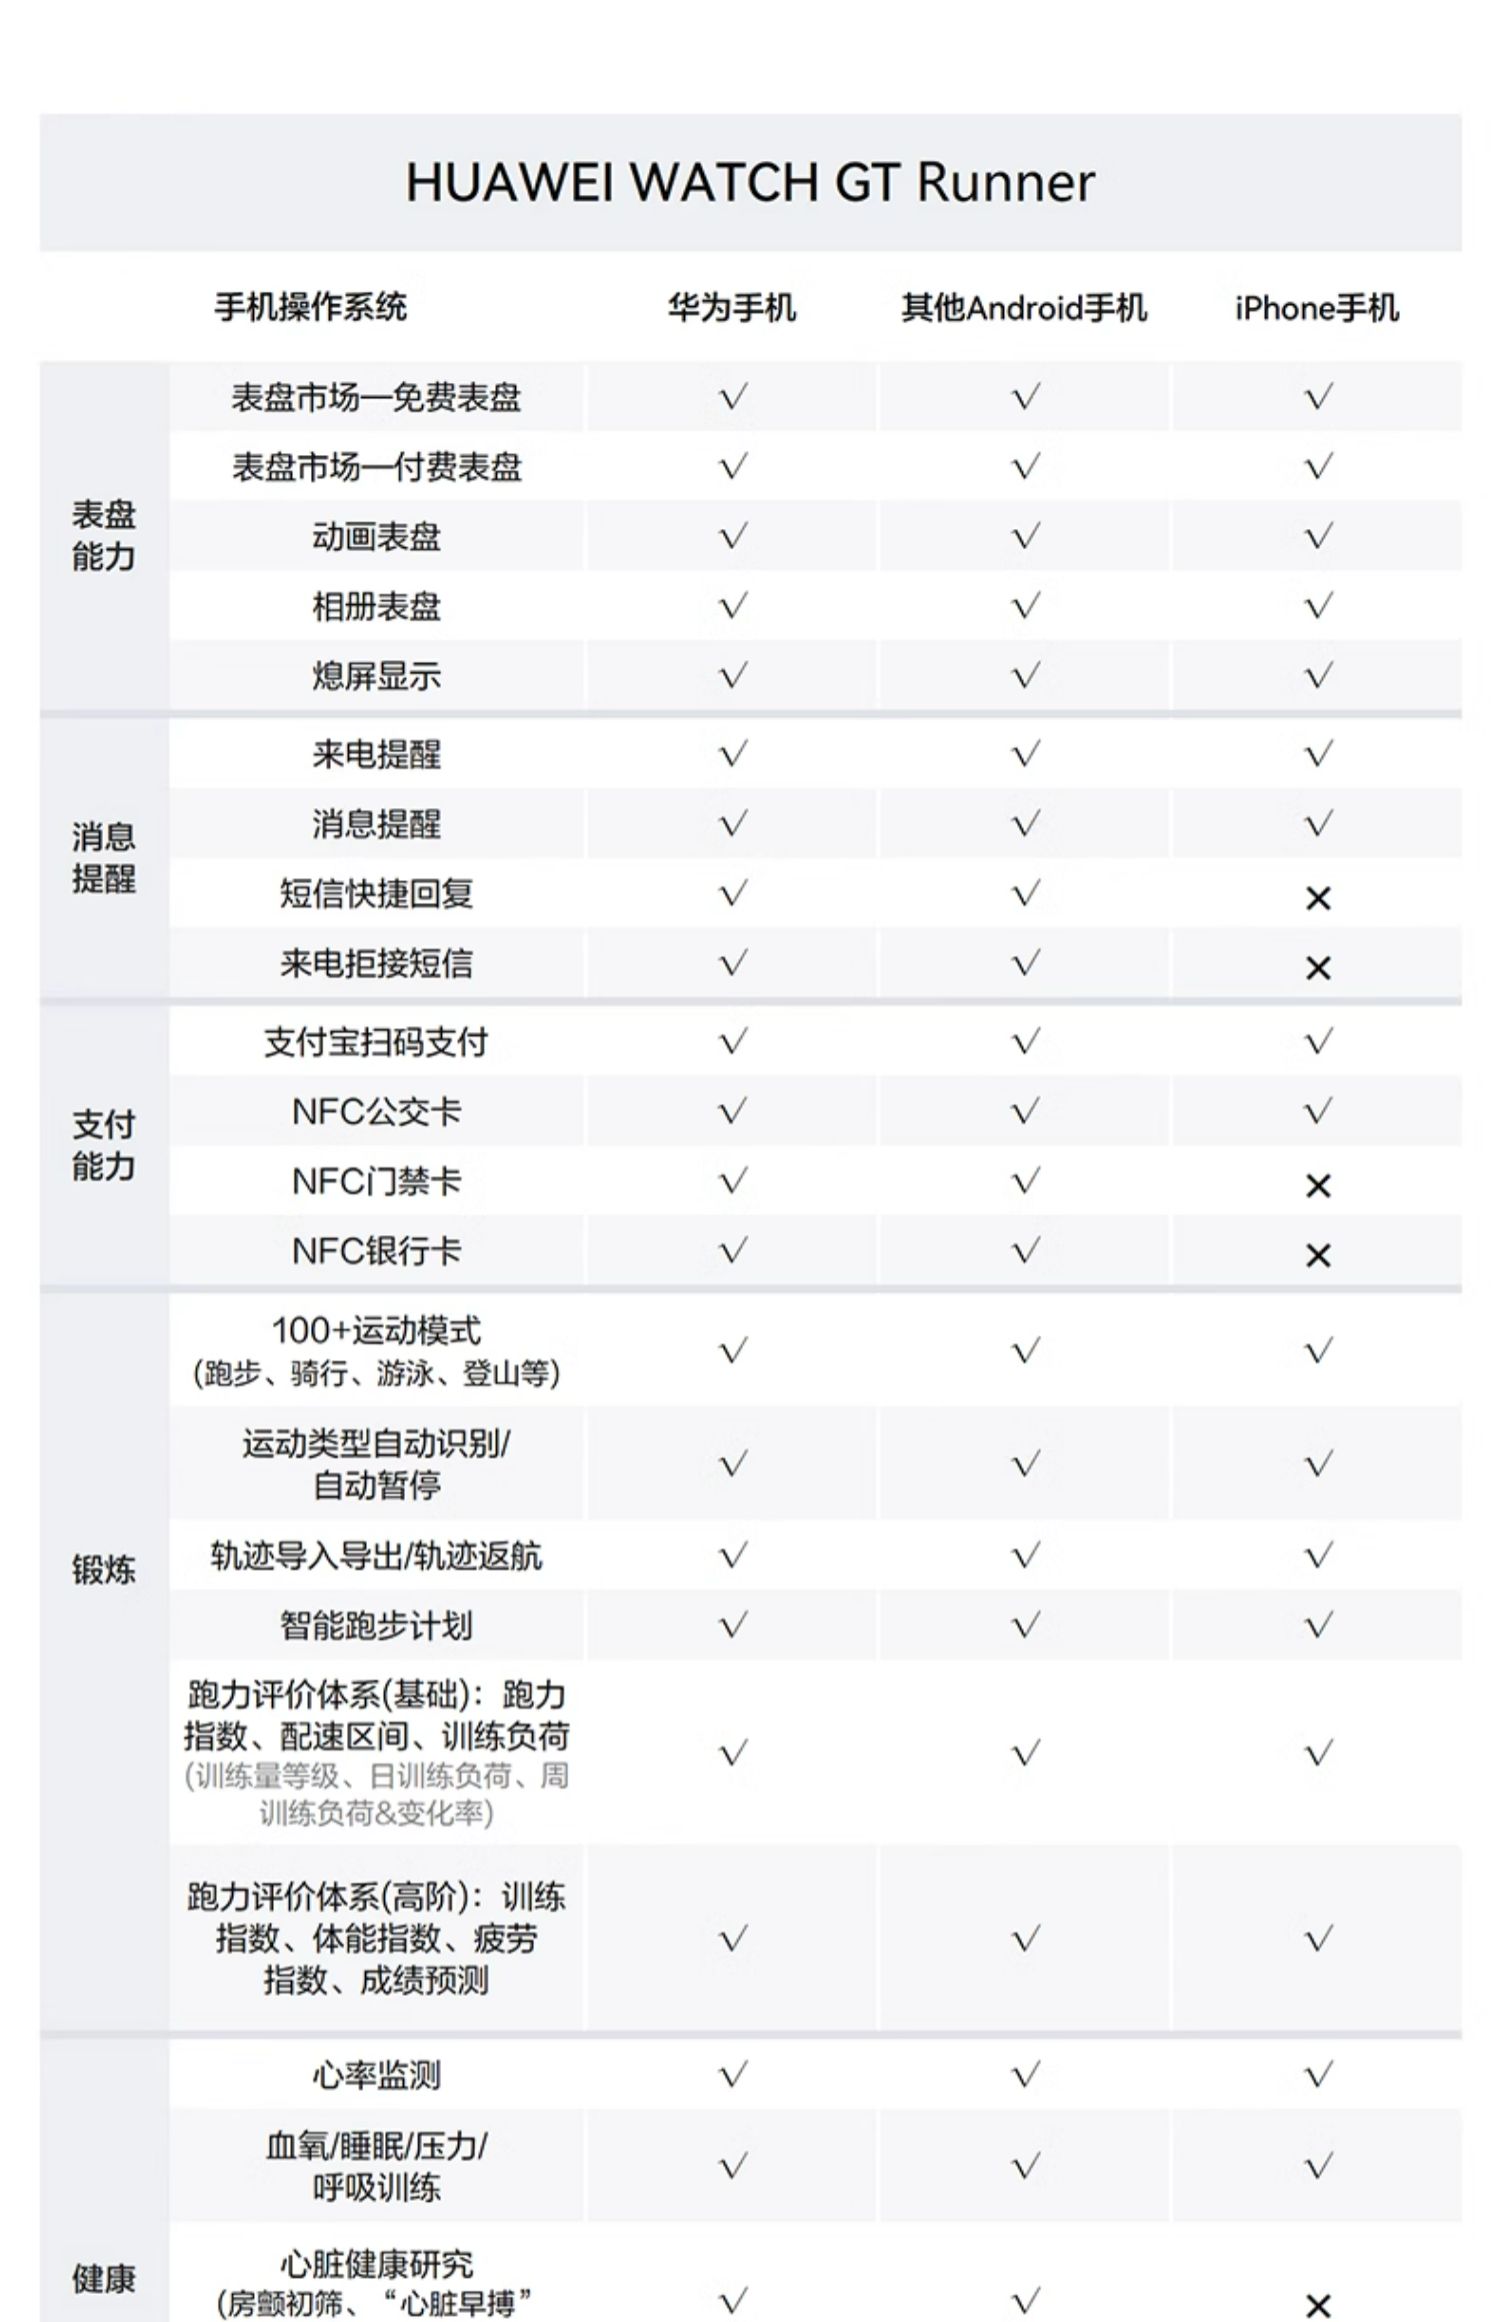 HUAWEI WATCH GT Runner
手机操作系统 华为手机 其他Android手机 iPhone手机
表盘
能力
表盘市场—免费表盘 √ √ √
表盘市场—付费表盘 √ √ √
动画表盘 √ √ √
相册表盘 √ √ √
熄屏显示 √ √ √
消息
提醒
来电提醒 √ √ √
消息提醒 √ √ √
短信快捷回复 √ √ ×
来电拒接短信 √ √ ×
支付
能力
支付宝扫码支付 √ √ √
NFC公交卡 √ √ √
NFC门禁卡 √ √ ×
NFC银行卡 √ √ ×
锻炼
100+运动模式
(跑步、骑行、游泳、登山等) √ √ √
运动类型自动识别/
自动暂停 √ √ √
轨迹导入导出/轨迹返航 √ √ √
智能跑步计划 √ √ √
跑力评价体系(基础)：跑力
指数、配速区间、训练负荷
(训练量等级、日训练负荷、周
训练负荷&变化率) √ √ √
跑力评价体系(高阶)：训练
指数、体能指数、疲劳
指数、成绩预测 √ √ √
健康
心率监测 √ √ √
血氧/睡眠/压力/
呼吸训练 √ √ √
心脏健康研究
(房颤初筛、“心脏早搏” √ √ ×